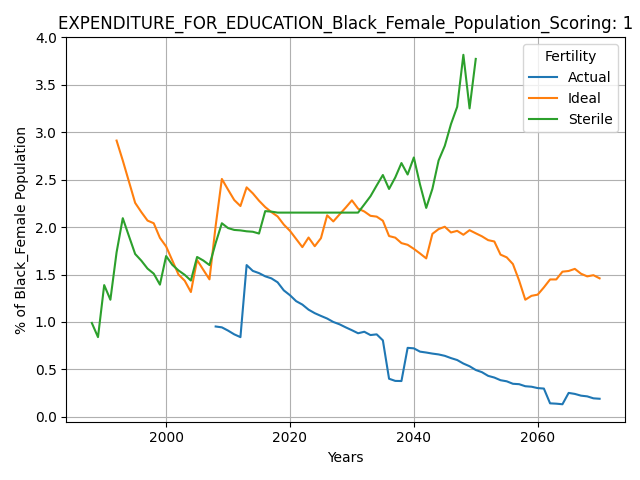 EXPENDITURE_FOR_EDUCATION_Black_Female_Population_Scoring: 1
% of Black_Female Population
4.0
3.5
3.0
2.5
2.0
1.5
1.0
0.5
0.0
Fertility
Actual
Ideal
Sterile
2000
2020
2040
2060
Years